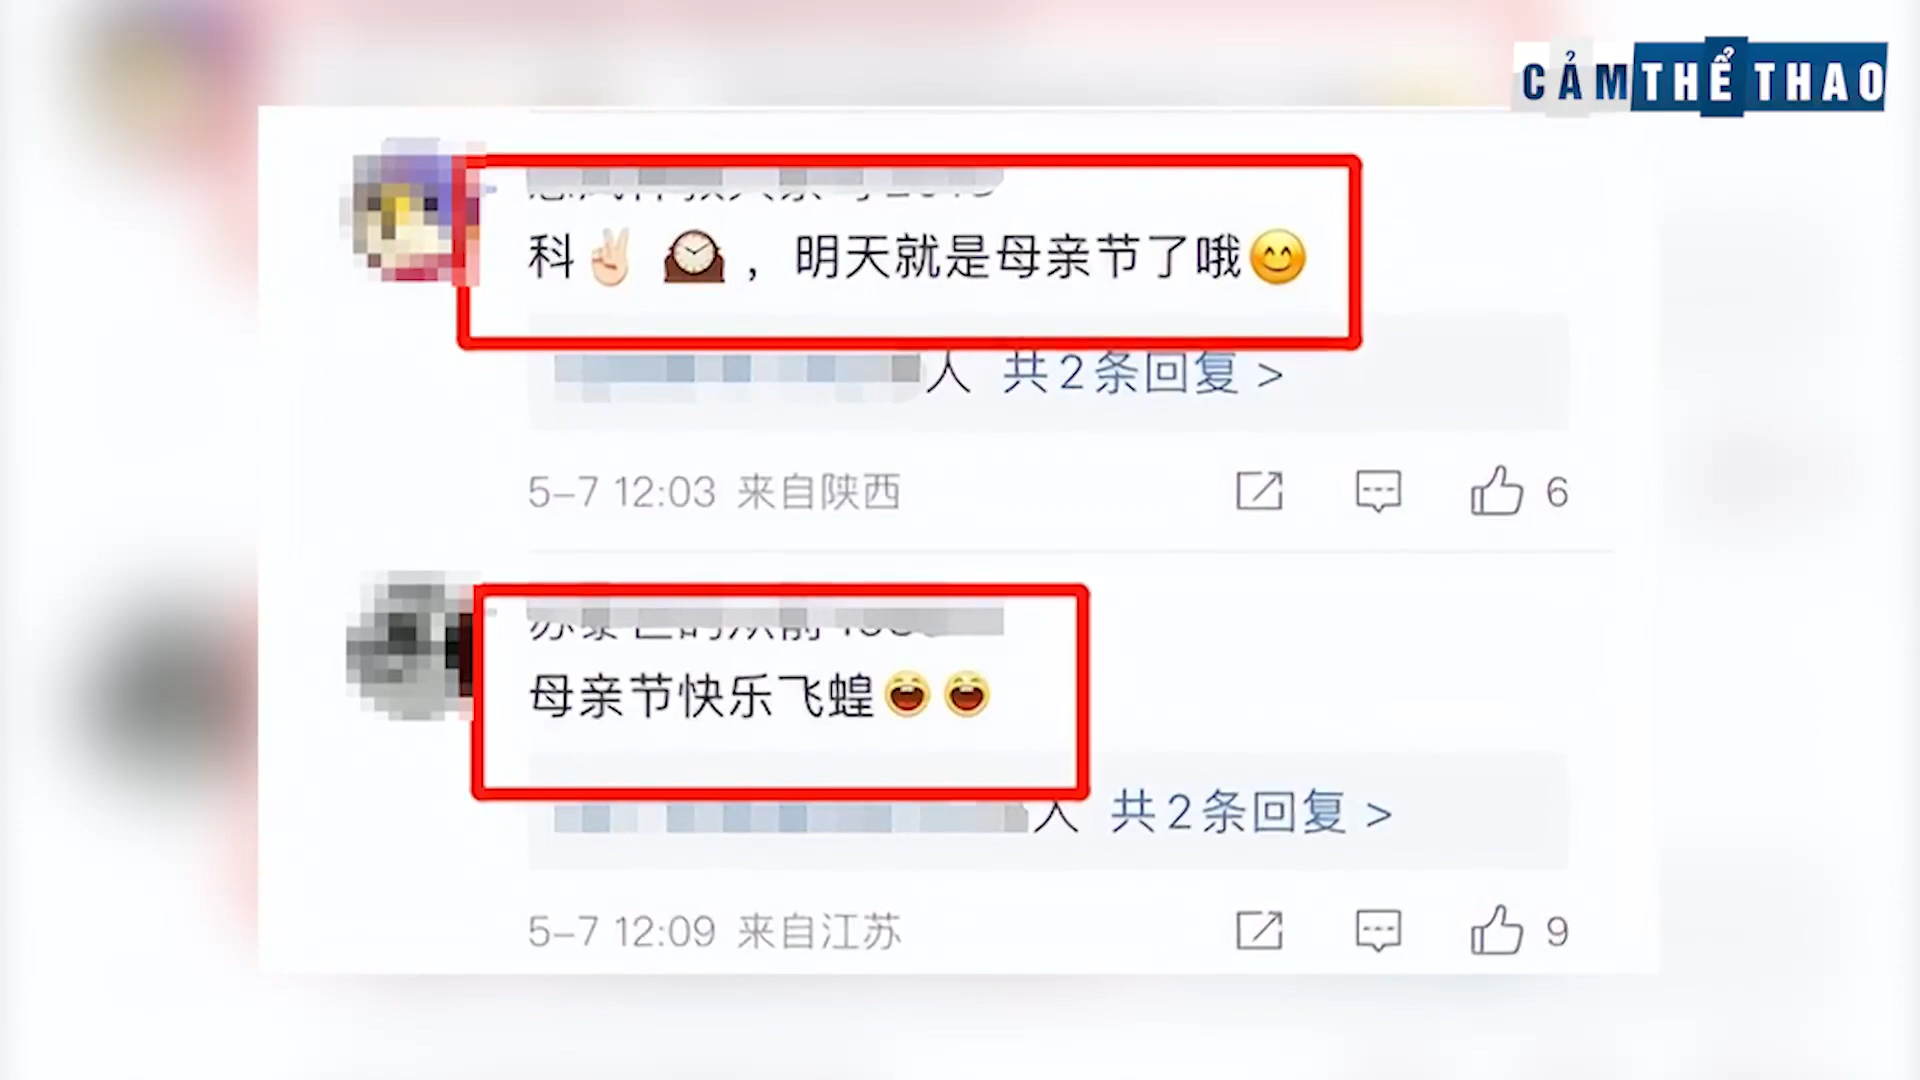 CẢM THỂ THAO
科✌🏻 🕰️，明天就是母亲节了哦😊
人 共2条回复 >
5-7 12:03 来自陕西
6
母亲节快乐飞蝗😄😄
人 共2条回复 >
5-7 12:09 来自江苏
9